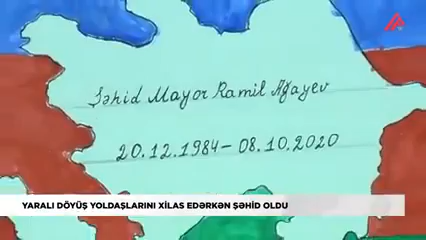 Şəhid Mayor Ramil Ağayev
20.12.1984 – 08.10.2020
YARALI DÖYÜŞ YOLDAŞLARINI XİLAS EDƏRKƏN ŞƏHİD OLDU